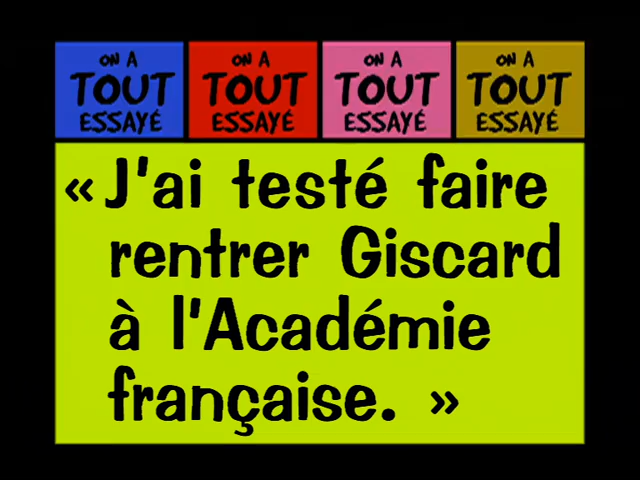 ON A
TOUT
ESSAYÉ
ON A
TOUT
ESSAYÉ
ON A
TOUT
ESSAYÉ
ON A
TOUT
ESSAYÉ
« J'ai testé faire
rentrer Giscard
à l'Académie
française. »